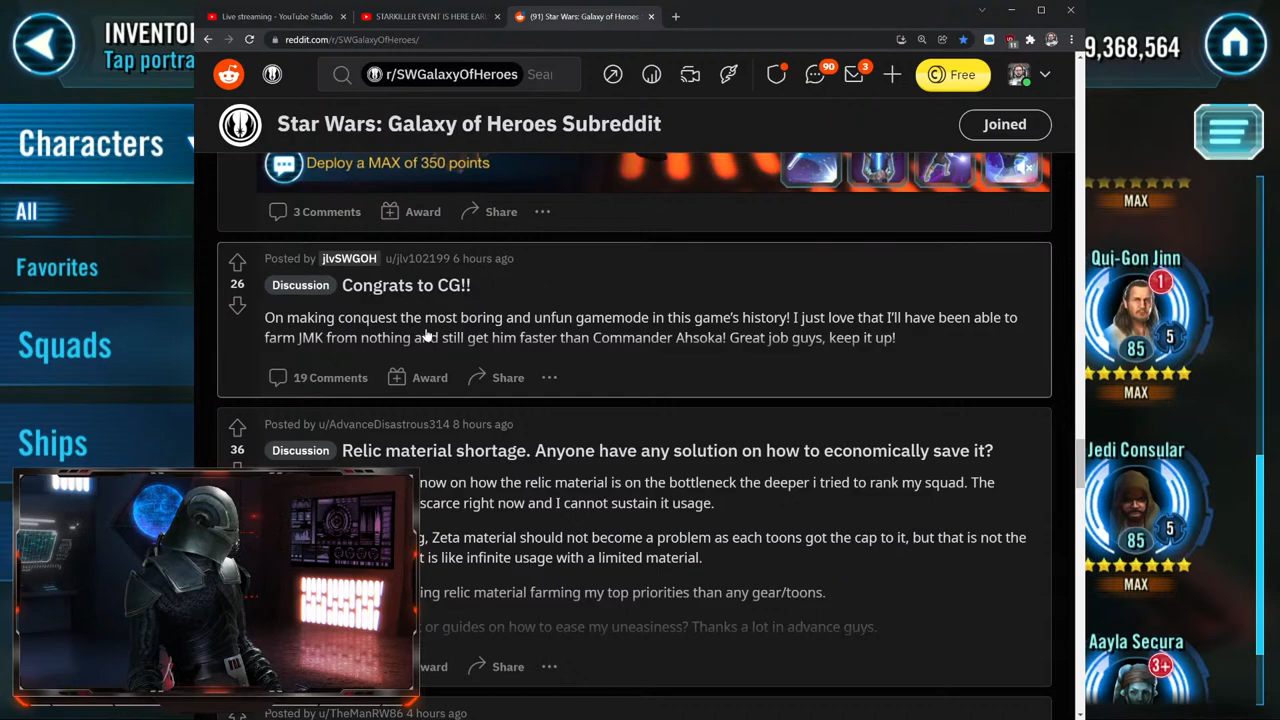 Live streaming - YouTube Studio
STARKILLER EVENT IS HERE EAR
(91) Star Wars: Galaxy of Heroes
reddit.com/r/SWGalaxyOfHeroes/
11
INVENTO
Tap portra
9,368,564
r/SWGalaxyOfHeroes
Sea
90
3
Free
Star Wars: Galaxy of Heroes Subreddit
Joined
Characters
All
Favorites
Squads
Ships
Deploy a MAX of 350 points
3 Comments
Award
Share
Posted by jlvSWGOH u/jlv102199 6 hours ago
26
Discussion
Congrats to CG!!
On making conquest the most boring and unfun gamemode in this game's history! I just love that I'll have been able to
farm JMK from nothing and still get him faster than Commander Ahsoka! Great job guys, keep it up!
19 Comments
Award
Share
Posted by u/AdvanceDisastrous314 8 hours ago
36
Discussion
Relic material shortage. Anyone have any solution on how to economically save it?
now on how the relic material is on the bottleneck the deeper i tried to rank my squad. The
scarce right now and I cannot sustain it usage.
g, Zeta material should not become a problem as each toons got the cap to it, but that is not the
t is like infinite usage with a limited material.
ing relic material farming my top priorities than any gear/toons.
k or guides on how to ease my uneasiness? Thanks a lot in advance guys.
ward
Share
Posted by u/TheManRW86 4 hours ago
MAX
Qui-Gon Jinn
1
5
85
MAX
Jedi Consular
5
85
MAX
Aayla Secura
3+